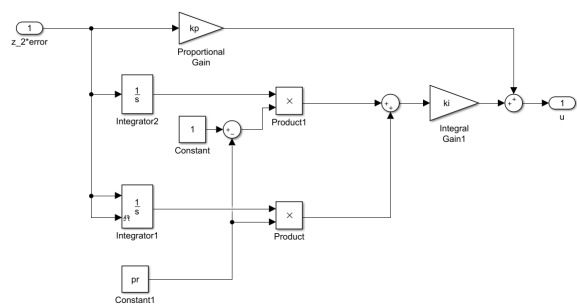 1
z_2*error
kp
Proportional
Gain
1
s
Integrator2
×
Product1
1
Constant
+
−
+
+
ki
Integral
Gain1
+
+
1
u
1
s
Integrator1
×
Product
pr
Constant1